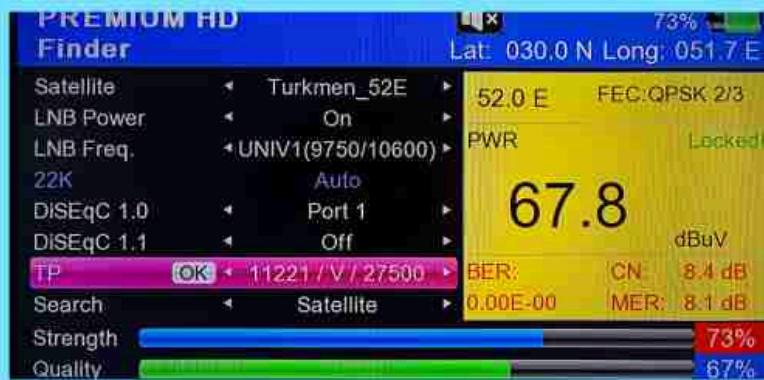 PREMIUM HD
73%
Finder
Lat: 030.0 N Long: 051.7 E
Satellite Turkmen_52E
LNB Power On
LNB Freq. UNIV1(9750/10600)
22K Auto
DiSEqC 1.0 Port 1
DiSEqC 1.1 Off
TP OK 11221 / V / 27500
Search Satellite
52.0 E FEC:QPSK 2/3
PWR Locked!
67.8
dBuV
BER: CN: 8.4 dB
0.00E-00 MER: 8.1 dB
Strength 73%
Quality 67%